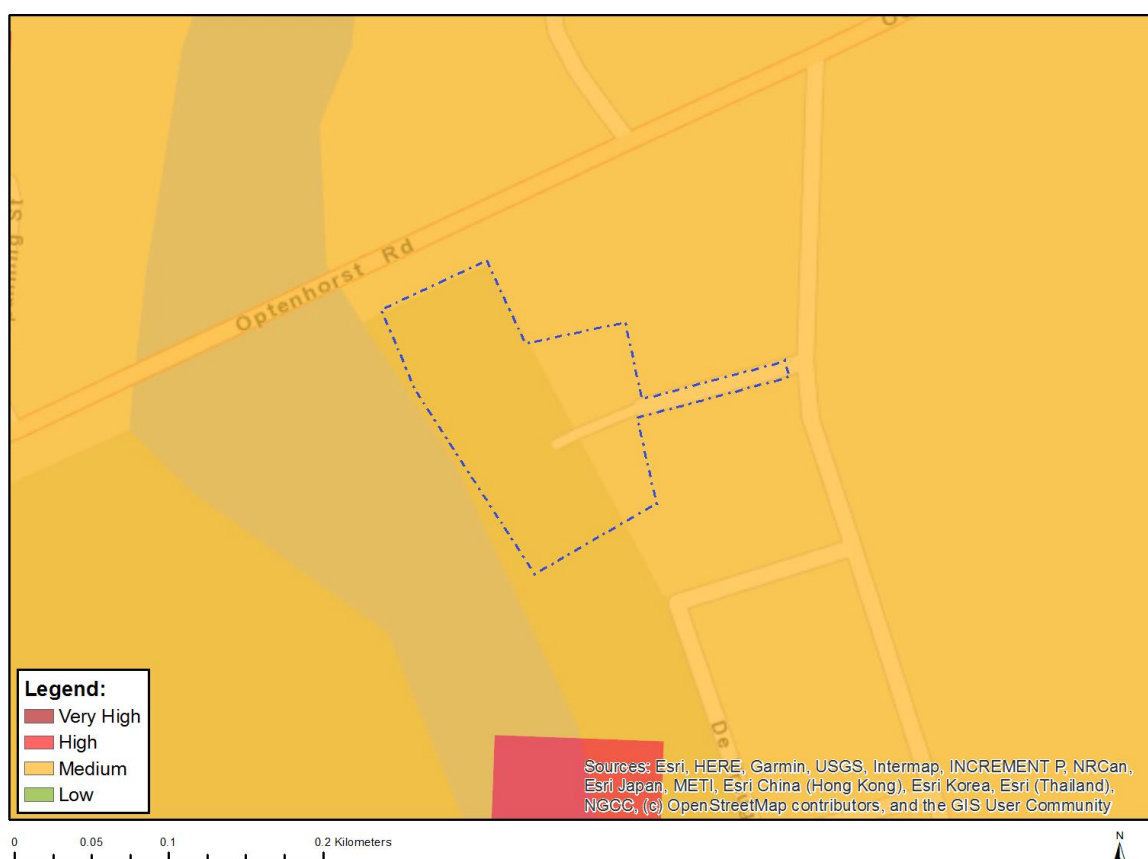 Optenhorst Rd
De
Legend:
Very High
High
Medium
Low
Sources: Esri, HERE, Garmin, USGS, Intermap, INCREMENT P, NRCan,
Esri Japan, METI, Esri China (Hong Kong), Esri Korea, Esri (Thailand),
NGCC, (c) OpenStreetMap contributors, and the GIS User Community
0 0.05 0.1 0.2 Kilometers
N